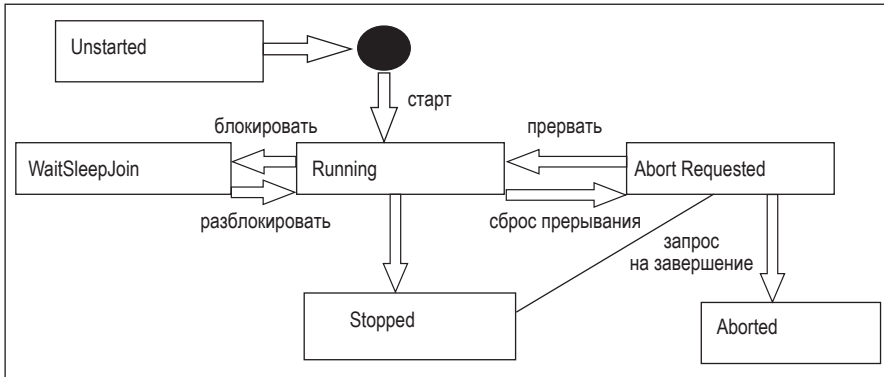 Unstarted
старт
блокировать
прервать
WaitSleepJoin
Running
Abort Requested
разблокировать
сброс прерывания
запрос
на завершение
Stopped
Aborted